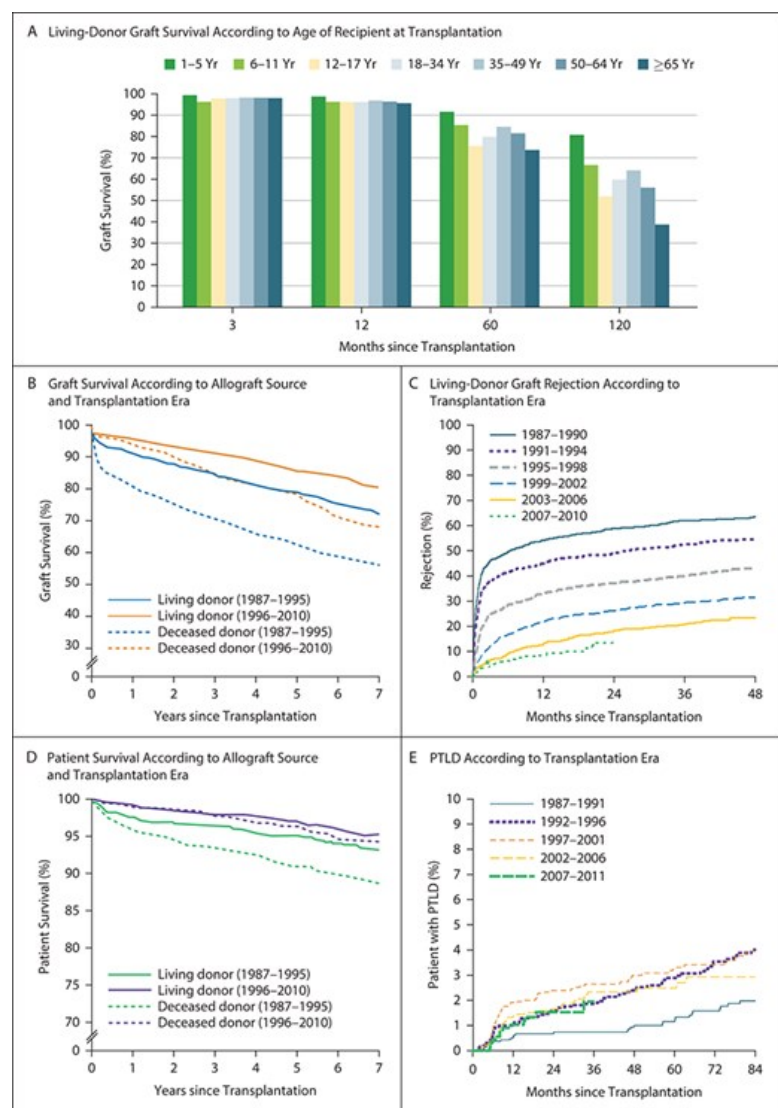 A Living-Donor Graft Survival According to Age of Recipient at Transplantation
1–5 Yr 6–11 Yr 12–17 Yr 18–34 Yr 35–49 Yr 50–64 Yr ≥65 Yr
Graft Survival (%)
100
90
80
70
60
50
40
30
20
10
0
3 12 60 120
Months since Transplantation
B Graft Survival According to Allograft Source
and Transplantation Era
Graft Survival (%)
100
90
80
70
60
50
40
30
0
Living donor (1987–1995)
Living donor (1996–2010)
Deceased donor (1987–1995)
Deceased donor (1996–2010)
0 1 2 3 4 5 6 7
Years since Transplantation
C Living-Donor Graft Rejection According to
Transplantation Era
Rejection (%)
100
90
80
70
60
50
40
30
20
10
0
1987–1990
1991–1994
1995–1998
1999–2002
2003–2006
2007–2010
0 12 24 36 48
Months since Transplantation
D Patient Survival According to Allograft Source
and Transplantation Era
Patient Survival (%)
100
95
90
85
80
75
70
0
Living donor (1987–1995)
Living donor (1996–2010)
Deceased donor (1987–1995)
Deceased donor (1996–2010)
0 1 2 3 4 5 6 7
Years since Transplantation
E PTLD According to Transplantation Era
Patient with PTLD (%)
10
9
8
7
6
5
4
3
2
1
0
1987–1991
1992–1996
1997–2001
2002–2006
2007–2011
0 12 24 36 48 60 72 84
Months since Transplantation